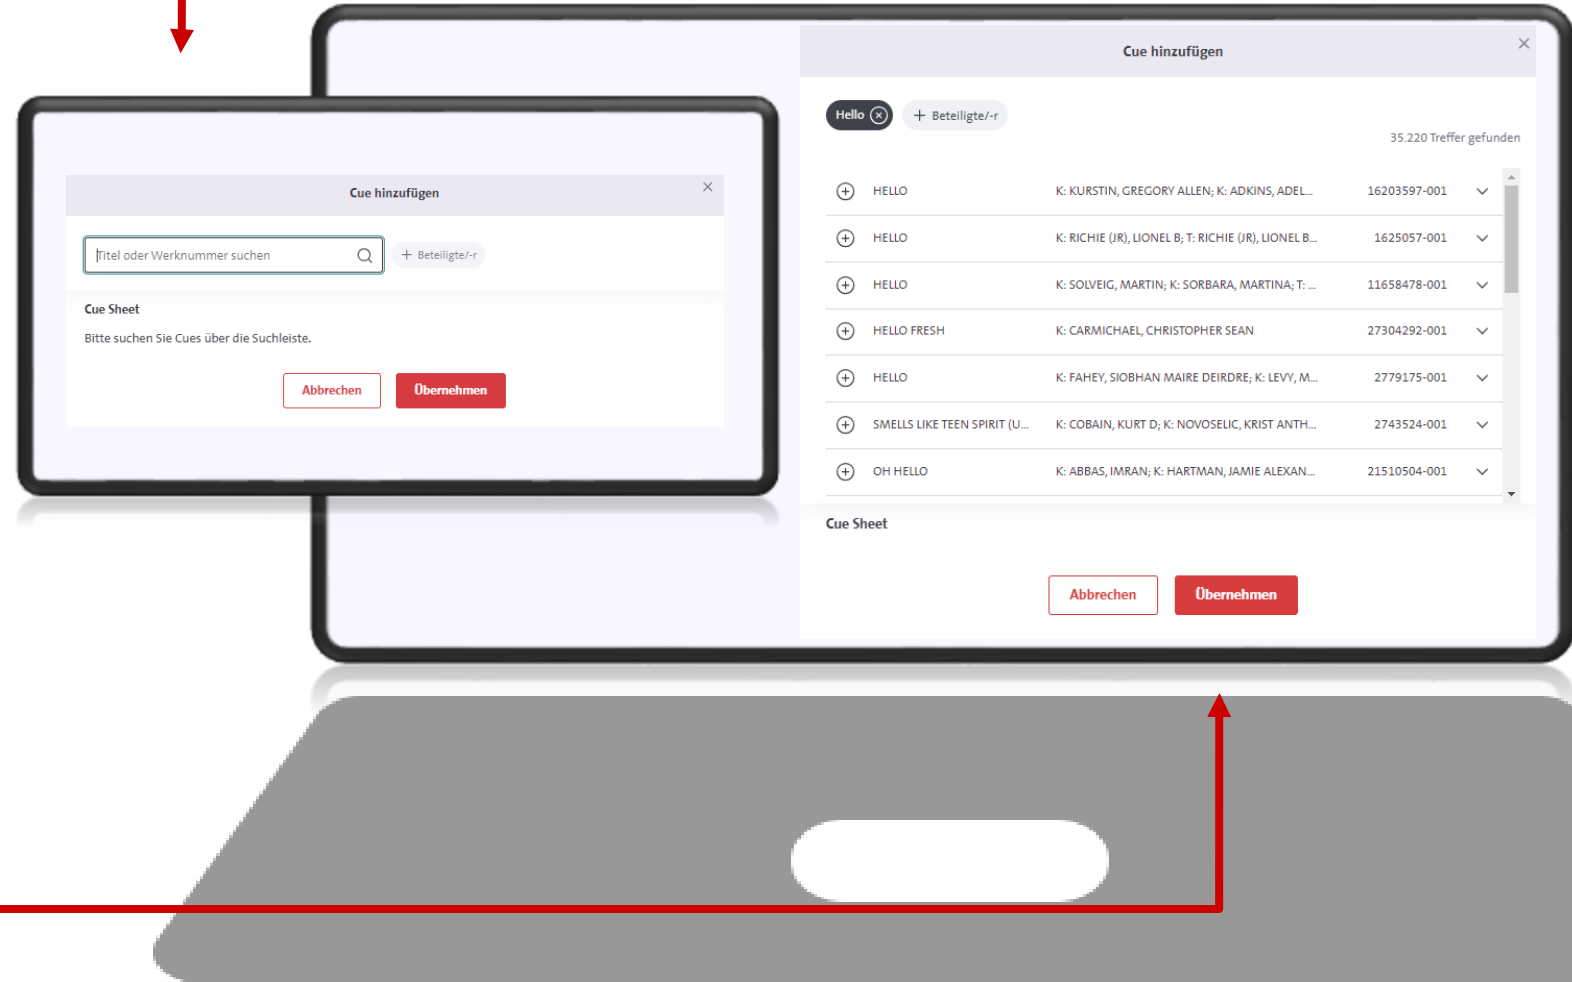 Cue hinzufügen
Titel oder Werknummer suchen
+ Beteiligte/-r
Cue Sheet
Bitte suchen Sie Cues über die Suchleiste.
Abbrechen Übernehmen
Cue hinzufügen
Hello + Beteiligte/-r
35.220 Treffer gefunden
HELLO K: KURSTIN, GREGORY ALLEN; K: ADKINS, ADEL... 16203597-001
HELLO K: RICHIE (JR), LIONEL B; T: RICHIE (JR), LIONEL B... 1625057-001
HELLO K: SOLVEIG, MARTIN; K: SORBARA, MARTINA; T: ... 11658478-001
HELLO FRESH K: CARMICHAEL, CHRISTOPHER SEAN 27304292-001
HELLO K: FAHEY, SIOBHAN MAIRE DEIRDRE; K: LEVY, M... 2779175-001
SMELLS LIKE TEEN SPIRIT (U... K: COBAIN, KURT D; K: NOVOSELIC, KRIST ANTH... 2743524-001
OH HELLO K: ABBAS, IMRAN; K: HARTMAN, JAMIE ALEXAN... 21510504-001
Cue Sheet
Abbrechen Übernehmen